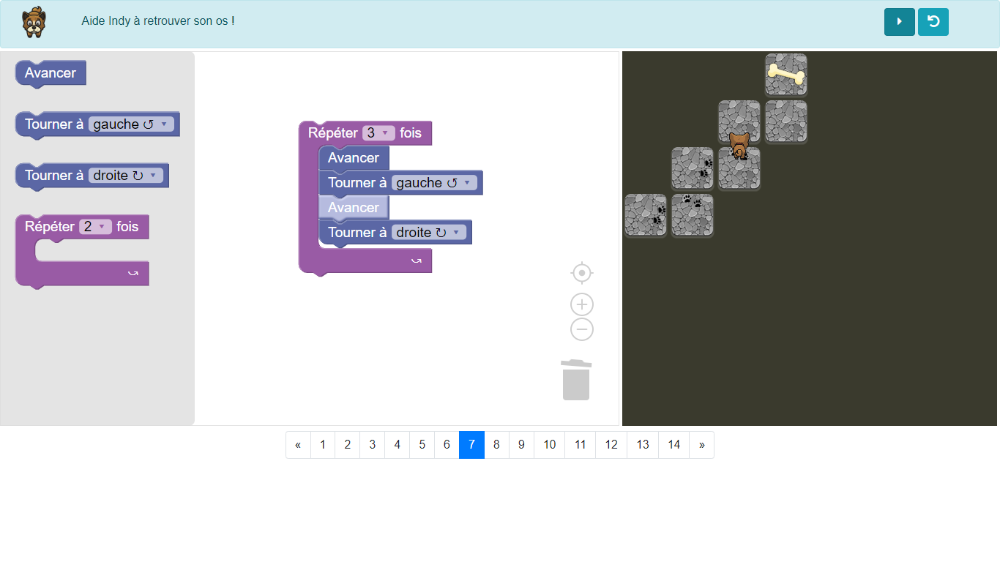 Aide Indy à retrouver son os !
Avancer
Tourner à gauche ↺
Tourner à droite ↻
Répéter 2 fois
Répéter 3 fois
Avancer
Tourner à gauche ↺
Avancer
Tourner à droite ↻
« 1 2 3 4 5 6 7 8 9 10 11 12 13 14 »